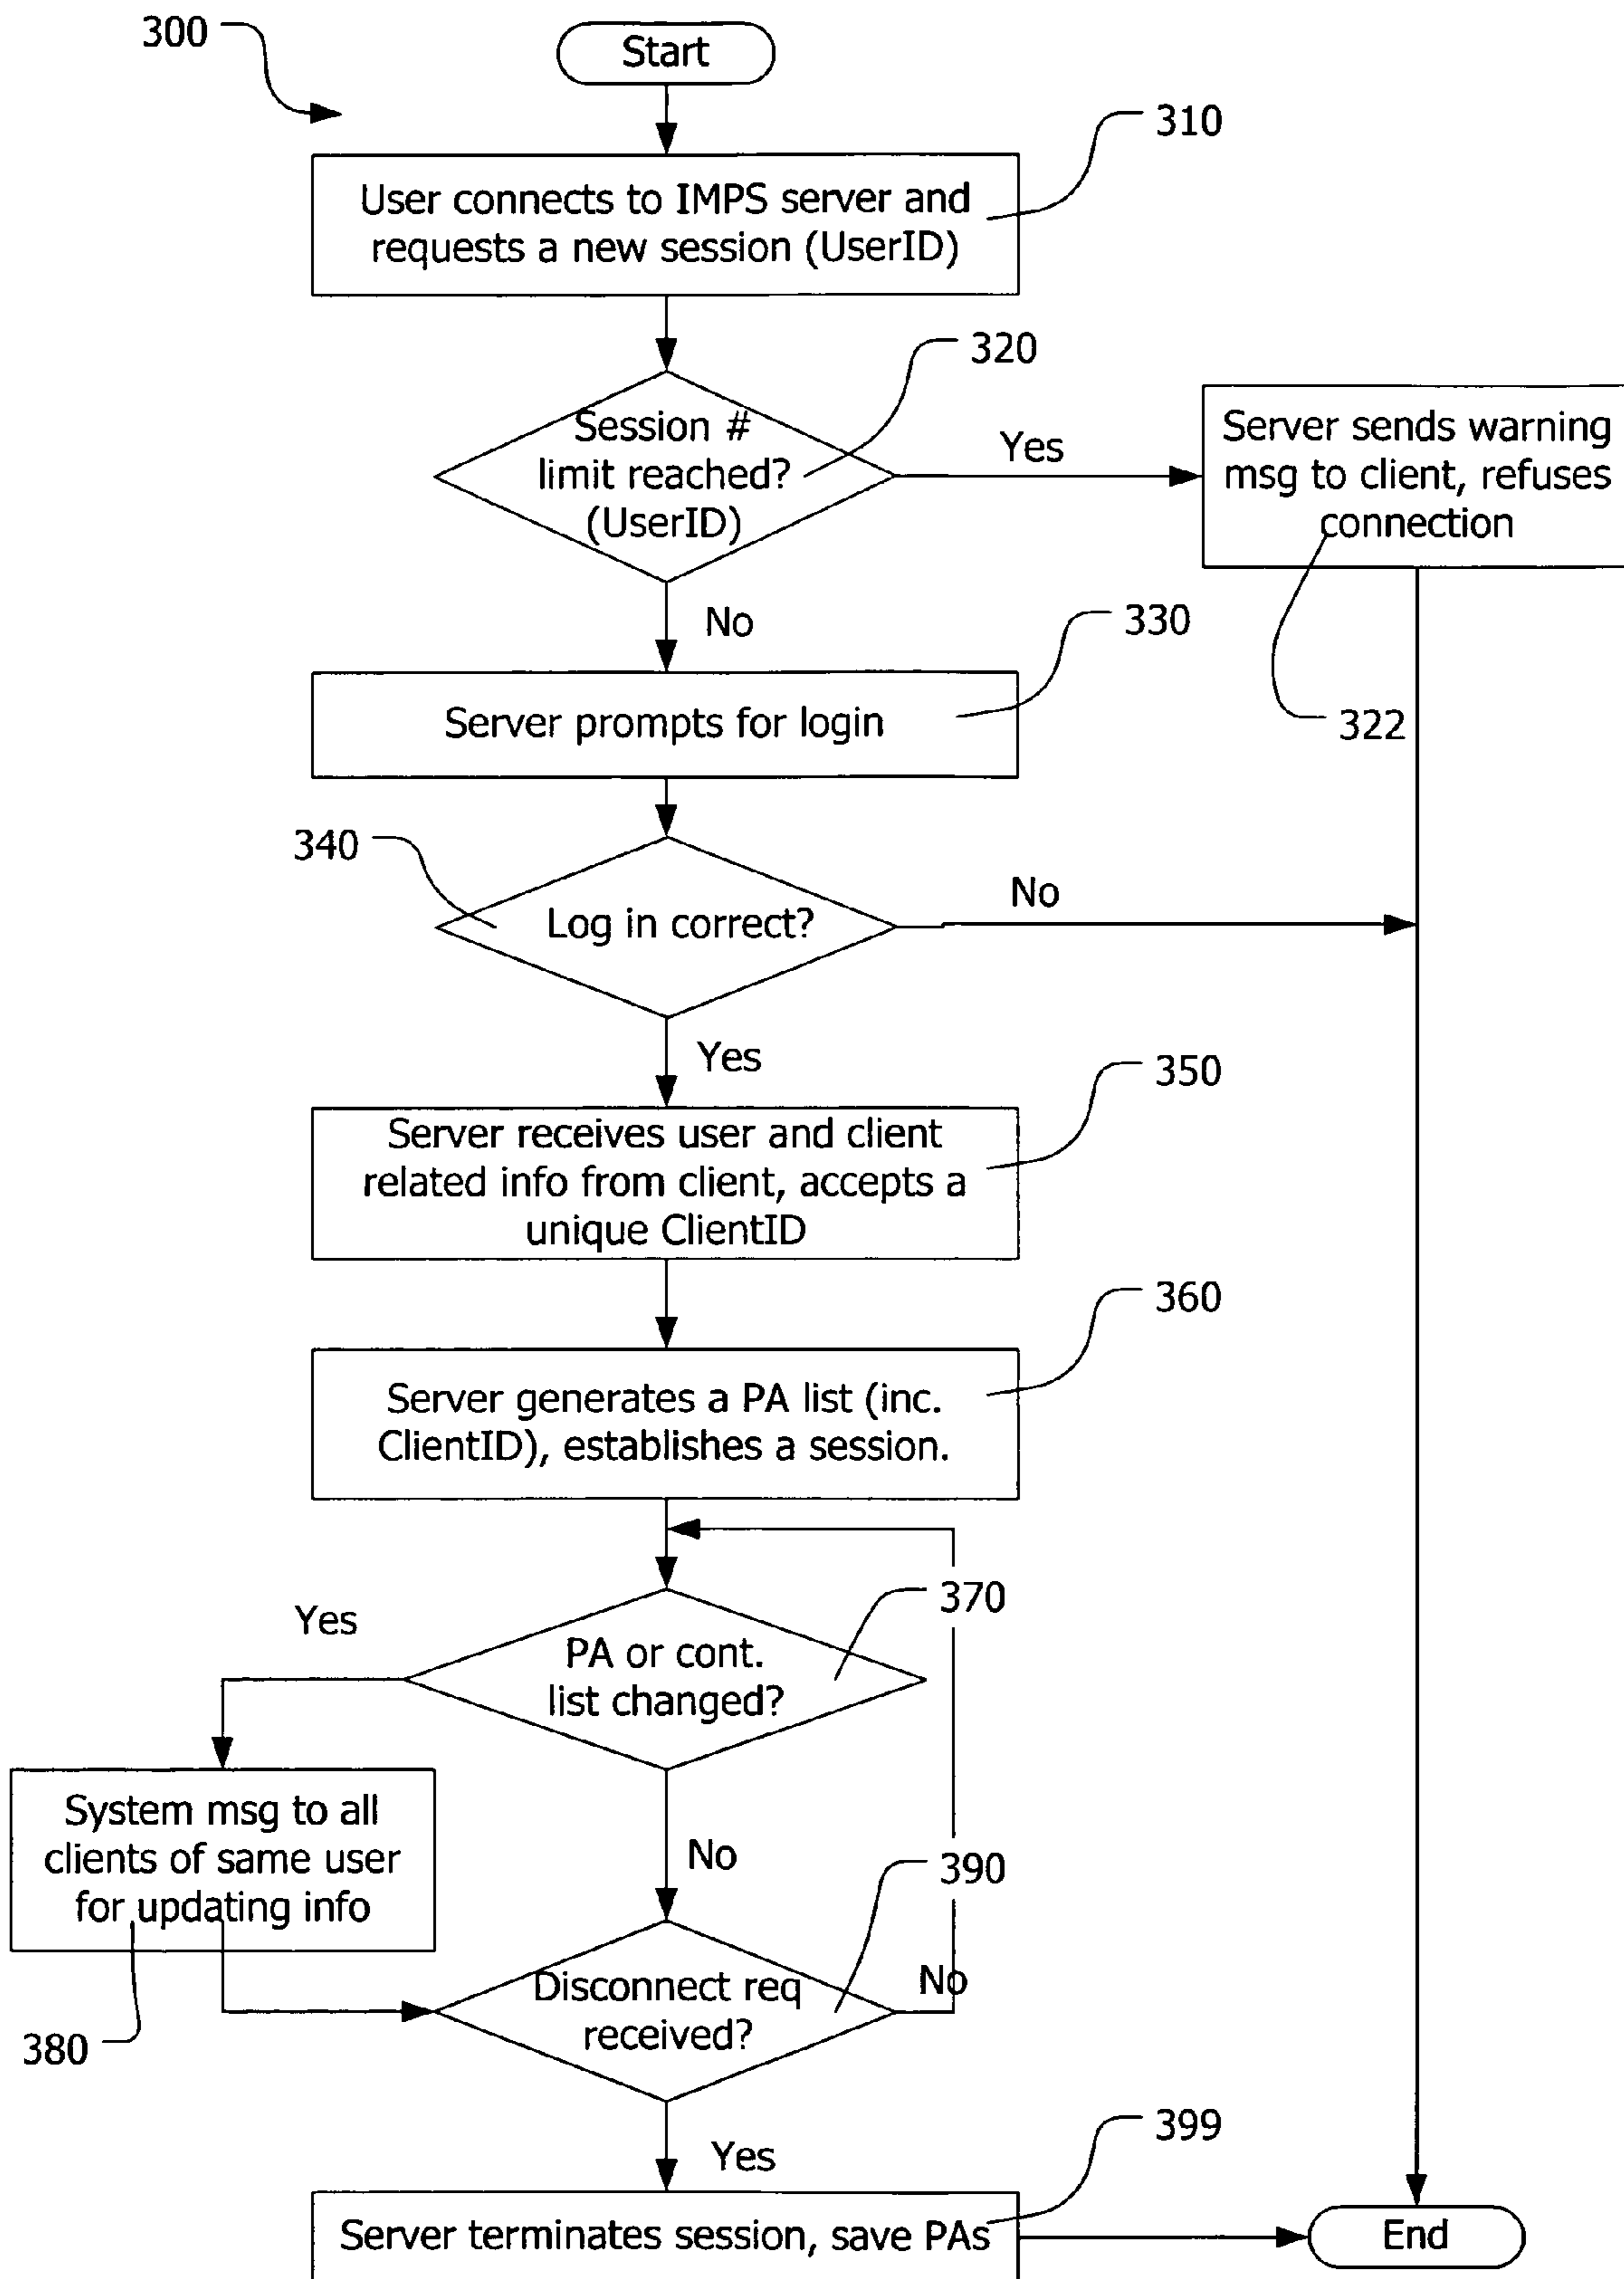 300
Start
310
User connects to IMPS server and
requests a new session (UserID)
320
Session #
limit reached?
(UserID)
Yes
Server sends warning
msg to client, refuses
connection
322
No
330
Server prompts for login
340
Log in correct?
No
Yes
350
Server receives user and client
related info from client, accepts a
unique ClientID
360
Server generates a PA list (inc.
ClientID), establishes a session.
370
Yes
PA or cont.
list changed?
System msg to all
clients of same user
for updating info
380
No
390
Disconnect req
received?
No
Yes
399
Server terminates session, save PAs
End